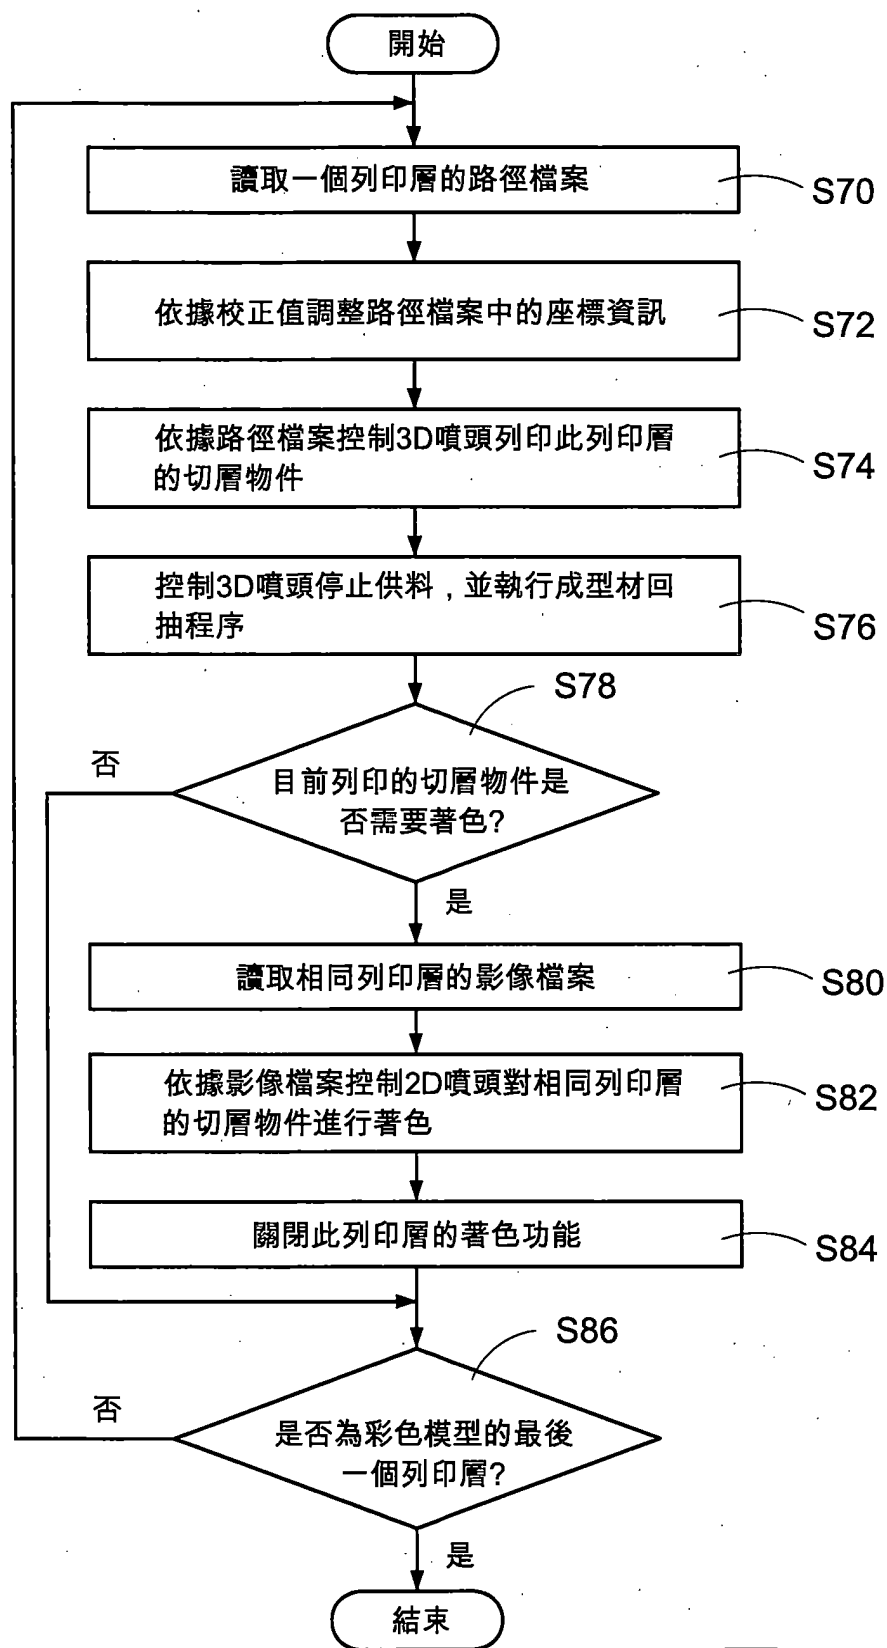 開始
讀取一個列印層的路徑檔案
S70
依據校正值調整路徑檔案中的座標資訊
S72
依據路徑檔案控制3D噴頭列印此列印層
的切層物件
S74
控制3D噴頭停止供料，並執行成型材回
抽程序
S76
S78
否
目前列印的切層物件是
否需要著色?
是
讀取相同列印層的影像檔案
S80
依據影像檔案控制2D噴頭對相同列印層
的切層物件進行著色
S82
關閉此列印層的著色功能
S84
S86
否
是否為彩色模型的最後
一個列印層?
是
結束